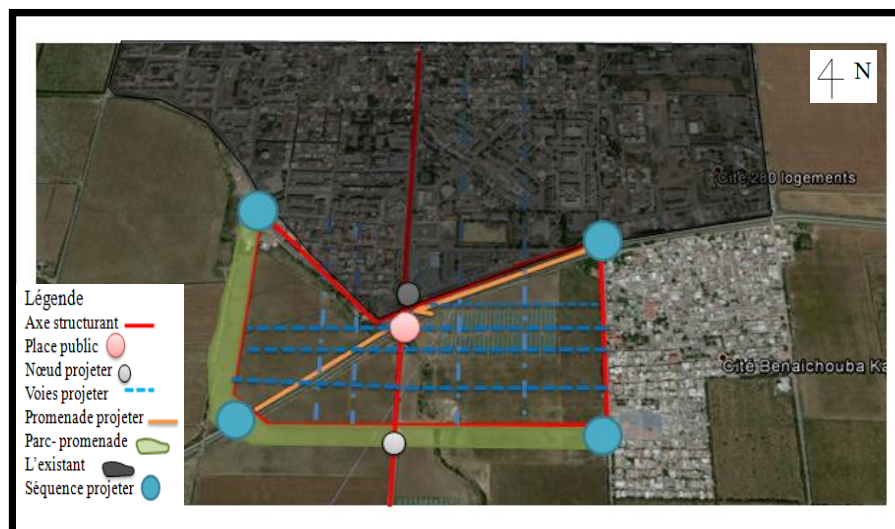 N
Cité 280 logements
Cité Benaichouba Ka
Légende
Axe structurant
Place public
Nœud projeter
Voies projeter
Promenade projeter
Parc- promenade
L'existant
Séquence projeter